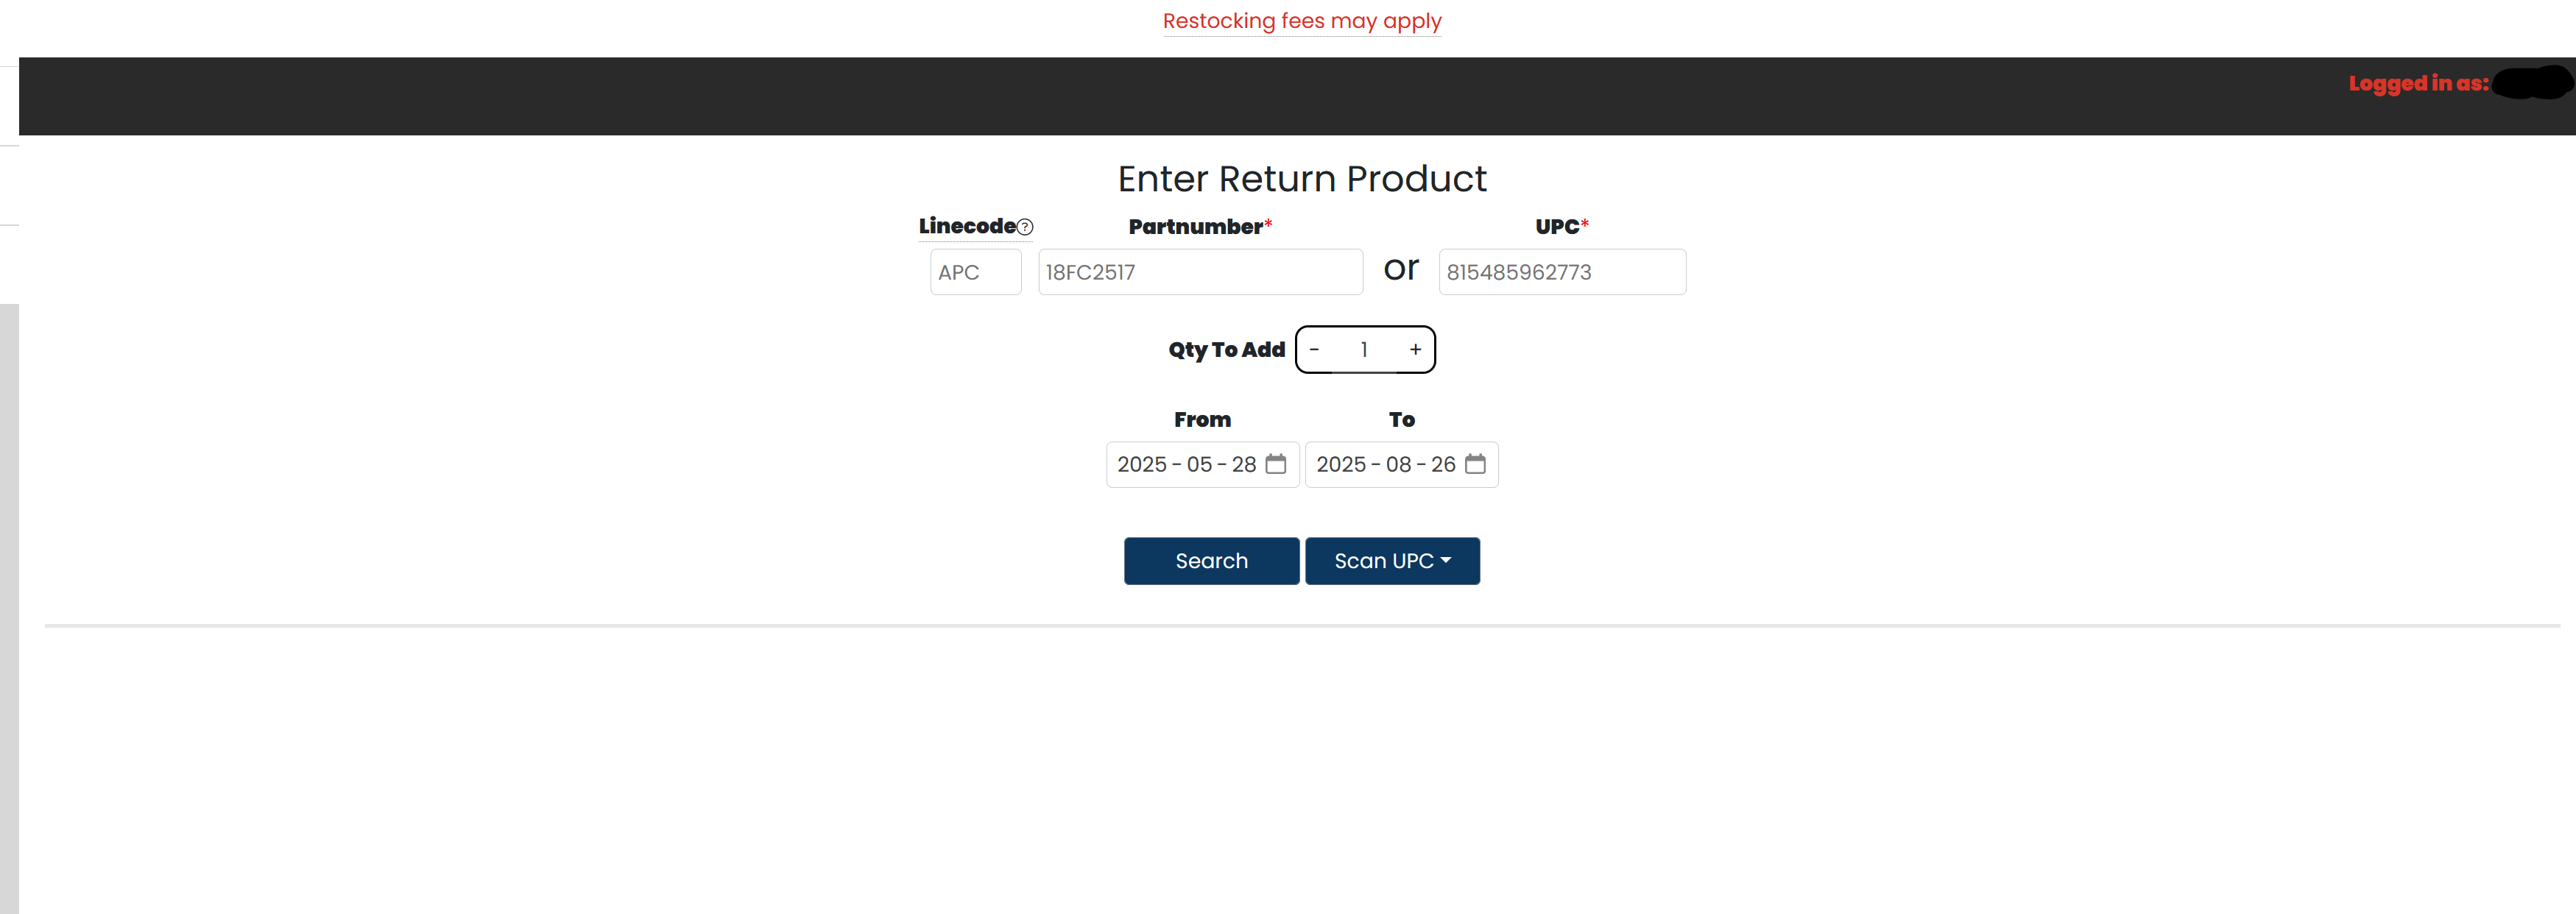 Restocking fees may apply
Logged in as:
Enter Return Product
Linecode? Partnumber* UPC*
APC 18FC2517 or 815485962773
Qty To Add - 1 +
From To
2025-05-28 2025-08-26
Search Scan UPC